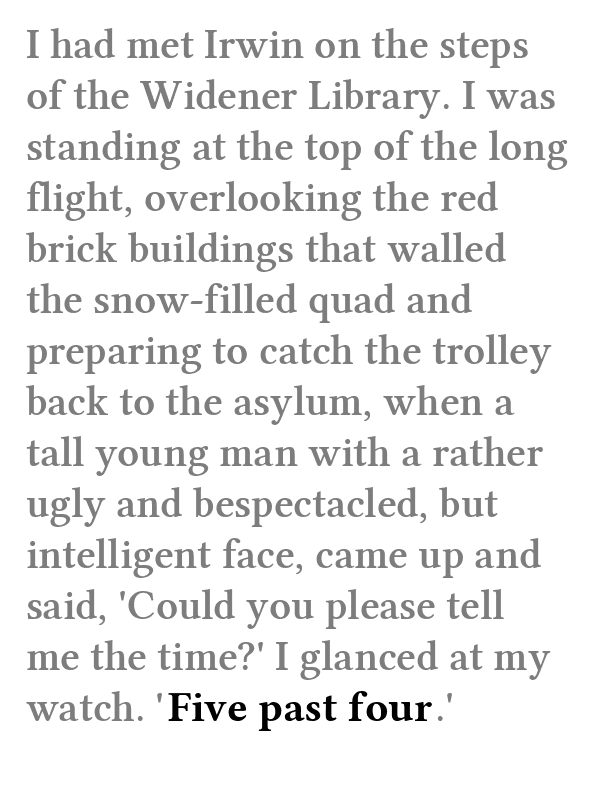 I had met Irwin on the steps
of the Widener Library. I was
standing at the top of the long
flight, overlooking the red
brick buildings that walled
the snow-filled quad and
preparing to catch the trolley
back to the asylum, when a
tall young man with a rather
ugly and bespectacled, but
intelligent face, came up and
said, 'Could you please tell
me the time?' I glanced at my
watch. 'Five past four.'